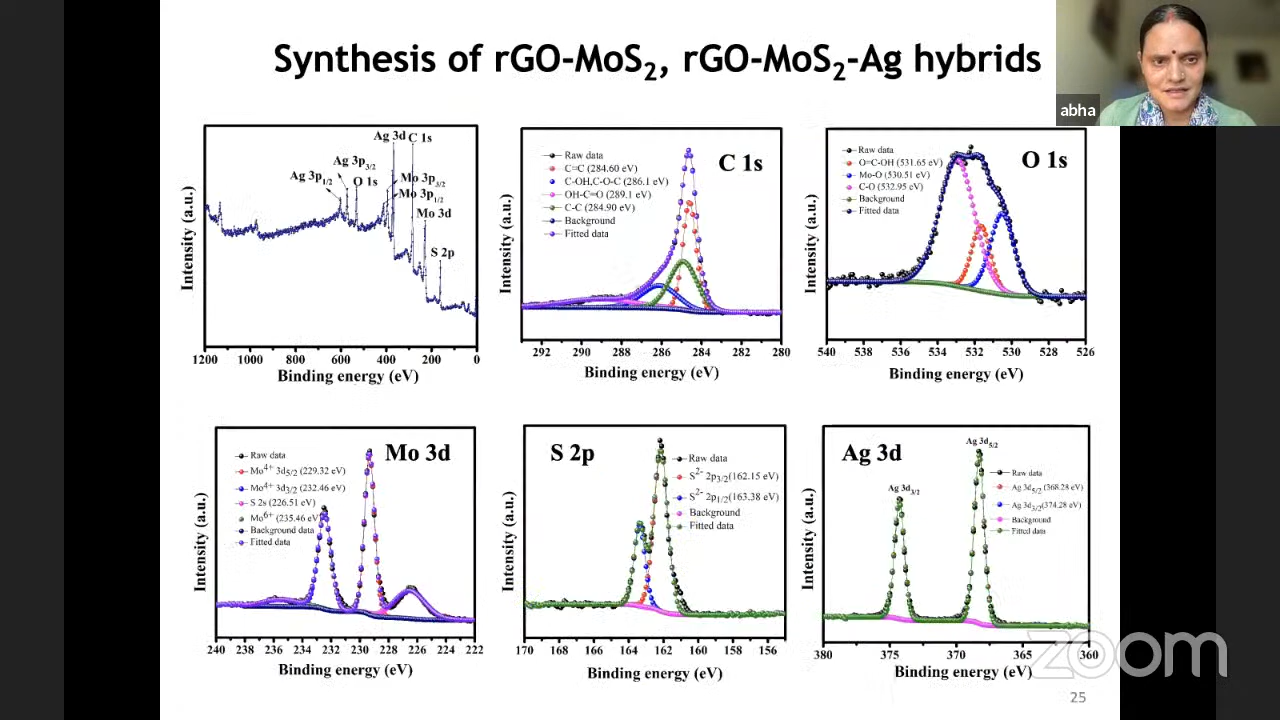 Synthesis of rGO-MoS2, rGO-MoS2-Ag hybrids
abha
Intensity (a.u.)
Ag 3d
C 1s
Ag 3p3/2
Ag 3p1/2
O 1s
Mo 3p3/2
Mo 3p1/2
Mo 3d
S 2p
1200 1000 800 600 400 200 0
Binding energy (eV)
C 1s
Intensity (a.u.)
Raw data
C=C (284.60 eV)
C-OH,C-O-C (286.1 eV)
OH-C=O (289.1 eV)
C-C (284.90 eV)
Background
Fitted data
292 290 288 286 284 282 280
Binding energy (eV)
O 1s
Intensity (a.u.)
Raw data
O=C-OH (531.65 eV)
Mo-O (530.51 eV)
C-O (532.95 eV)
Background
Fitted data
540 538 536 534 532 530 528 526
Binding energy (eV)
Mo 3d
Intensity (a.u.)
Raw data
Mo4+ 3d5/2 (229.32 eV)
Mo4+ 3d3/2 (232.46 eV)
S 2s (226.51 eV)
Mo6+ (235.46 eV)
Background data
Fitted data
240 238 236 234 232 230 228 226 224 222
Binding energy (eV)
S 2p
Intensity (a.u.)
Raw data
S2- 2p3/2(162.15 eV)
S2- 2p1/2(163.38 eV)
Background
Fitted data
170 168 166 164 162 160 158 156
Binding energy (eV)
Ag 3d
Intensity (a.u.)
Ag 3d5/2
Ag 3d3/2
Raw data
Ag 3d5/2 (368.28 eV)
Ag 3d3/2(374.28 eV)
Background
Fitted data
380 375 370 365 360
Binding energy (eV)
zoom
25